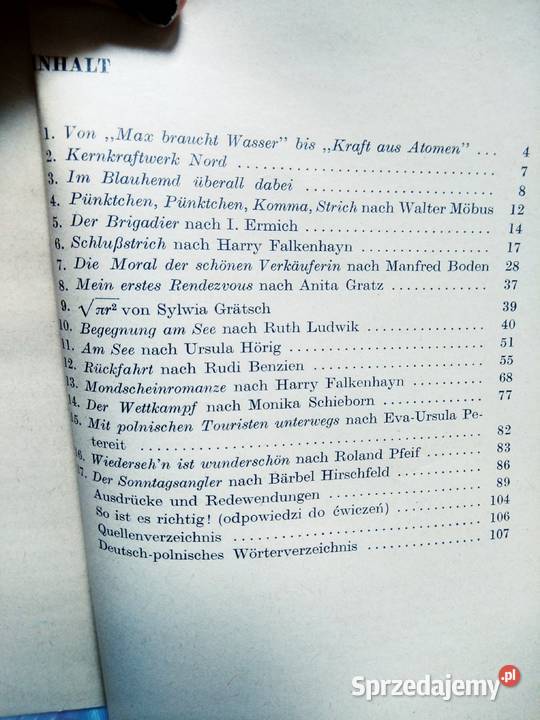 INHALT
1. Von ,,Max braucht Wasser" bis ,,Kraft aus Atomen" ... 4
2. Kernkraftwerk Nord .......... 7
3. Im Blauhemd überall dabei .......... 8
4. Pünktchen, Pünktchen, Komma, Strich nach Walter Möbus 12
5. Der Brigadier nach I. Ermich .......... 14
6. Schlußstrich nach Harry Falkenhayn .......... 17
7. Die Moral der schönen Verkäuferin nach Manfred Boden 28
8. Mein erstes Rendezvous nach Anita Gratz .......... 37
9. √πr² von Sylwia Grätsch .......... 39
10. Begegnung am See nach Ruth Ludwik .......... 40
11. Am See nach Ursula Hörig .......... 51
12. Rückfahrt nach Rudi Benzien .......... 55
13. Mondscheinromanze nach Harry Falkenhayn .......... 68
14. Der Wettkampf nach Monika Schieborn .......... 77
15. Mit polnischen Touristen unterwegs nach Eva-Ursula Pe-
tereit .......... 82
16. Wiederseh'n ist wunderschön nach Roland Pfeif .......... 83
7. Der Sonntagsangler nach Bärbel Hirschfeld .......... 86
Ausdrücke und Redewendungen .......... 89
So ist es richtig! (odpowiedzi do ćwiczeń) .......... 104
Quellenverzeichnis .......... 106
Deutsch-polnisches Wörterverzeichnis .......... 107
Sprzedajemy.pl